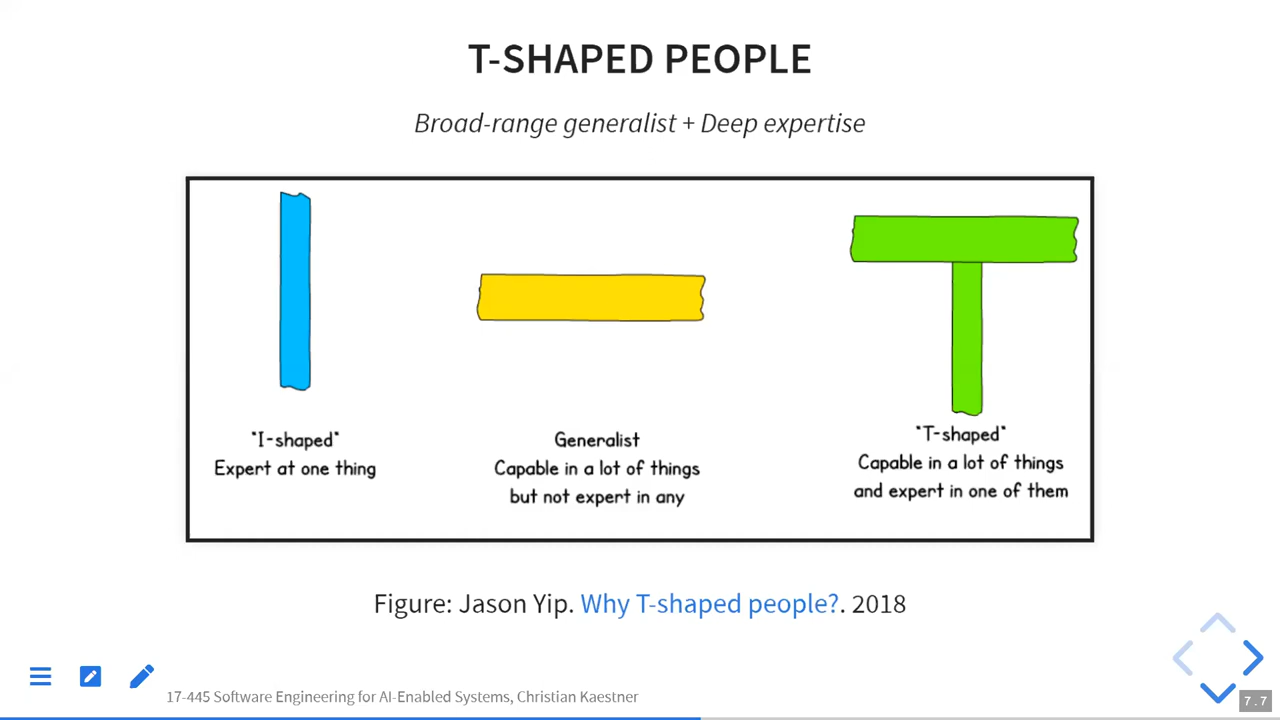 T-SHAPED PEOPLE
Broad-range generalist + Deep expertise
"I-shaped"
Expert at one thing
Generalist
Capable in a lot of things
but not expert in any
"T-shaped"
Capable in a lot of things
and expert in one of them
Figure: Jason Yip. Why T-shaped people?. 2018
17-445 Software Engineering for AI-Enabled Systems, Christian Kaestner
7.7